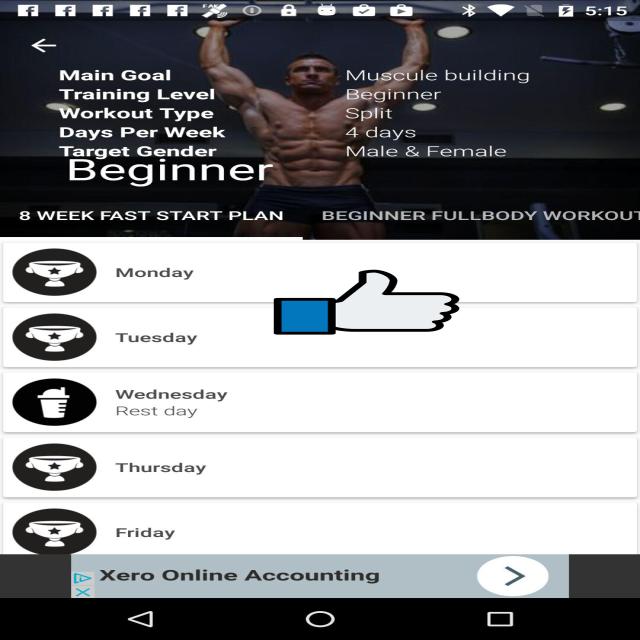 5:15
Main Goal Muscule building
Training Level Beginner
Workout Type Split
Days Per Week 4 days
Target Gender Male & Female
Beginner
8 WEEK FAST START PLAN BEGINNER FULLBODY WORKOUT
Monday
Tuesday
Wednesday
Rest day
Thursday
Friday
Xero Online Accounting